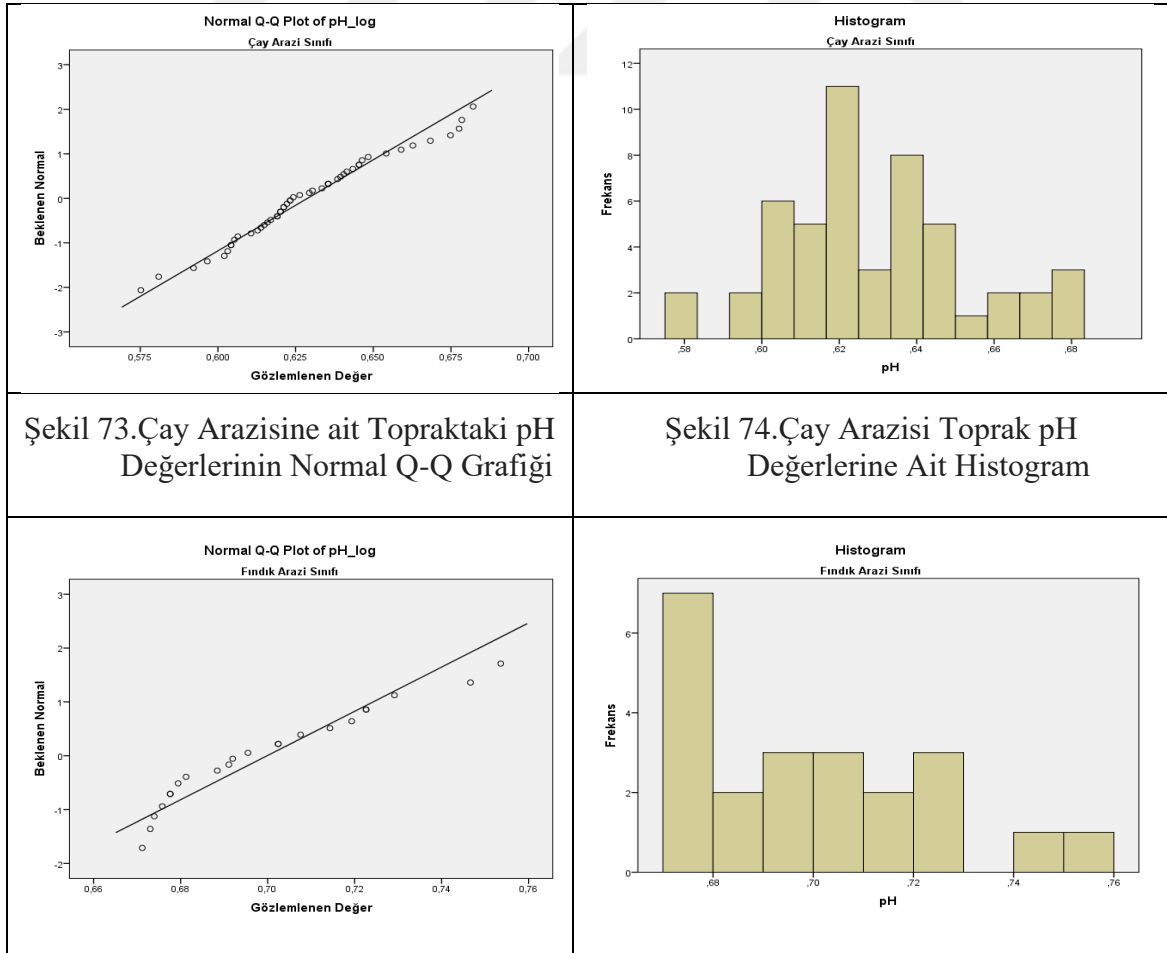 Normal Q-Q Plot of pH_log
Çay Arazi Sınıfı
3
2
1
0
-1
-2
-3
Beklenen Normal
0,575 0,600 0,625 0,650 0,675 0,700
Gözlemlenen Değer
Histogram
Çay Arazi Sınıfı
12
10
8
6
4
2
0
Frekans
,58 ,60 ,62 ,64 ,66 ,68
pH
Şekil 73.Çay Arazisine ait Topraktaki pH
Değerlerinin Normal Q-Q Grafiği
Şekil 74.Çay Arazisi Toprak pH
Değerlerine Ait Histogram
Normal Q-Q Plot of pH_log
Fındık Arazi Sınıfı
3
2
1
0
-1
-2
Beklenen Normal
0,66 0,68 0,70 0,72 0,74 0,76
Gözlemlenen Değer
Histogram
Fındık Arazi Sınıfı
6
4
2
0
Frekans
,68 ,70 ,72 ,74 ,76
pH